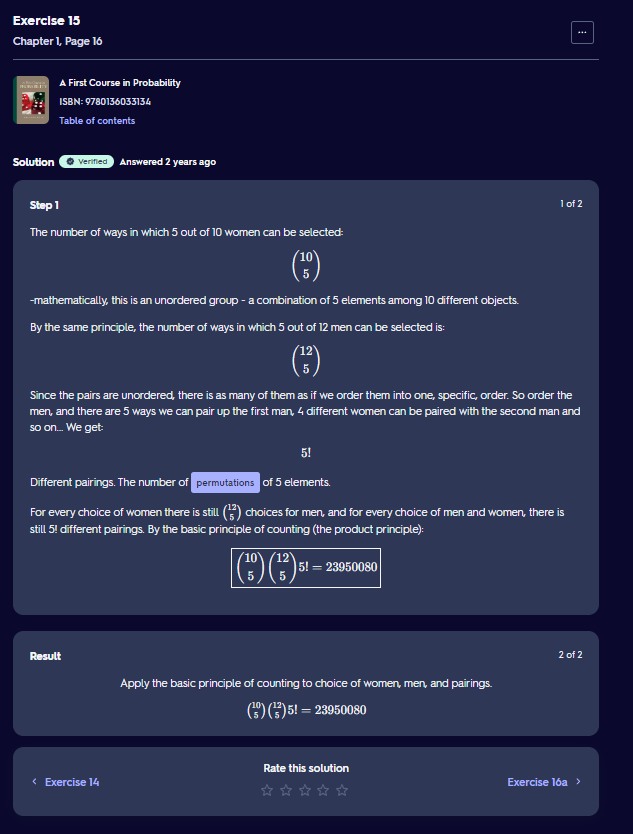 Exercise 15
Chapter 1, Page 16
...
A First Course in Probability
ISBN: 9780136033134
Table of contents
Solution Verified Answered 2 years ago
Step 1 1 of 2
The number of ways in which 5 out of 10 women can be selected:
(10
5)
-mathematically, this is an unordered group - a combination of 5 elements among 10 different objects.
By the same principle, the number of ways in which 5 out of 12 men can be selected is:
(12
5)
Since the pairs are unordered, there is as many of them as if we order them into one, specific, order. So order the
men, and there are 5 ways we can pair up the first man, 4 different women can be paired with the second man and
so on... We get:
5!
Different pairings. The number of permutations of 5 elements.
For every choice of women there is still (12 5) choices for men, and for every choice of men and women, there is
still 5! different pairings. By the basic principle of counting (the product principle):
(10 5)(12 5)5! = 23950080
Result 2 of 2
Apply the basic principle of counting to choice of women, men, and pairings.
(10 5)(12 5)5! = 23950080
Rate this solution
‹ Exercise 14
Exercise 16a ›